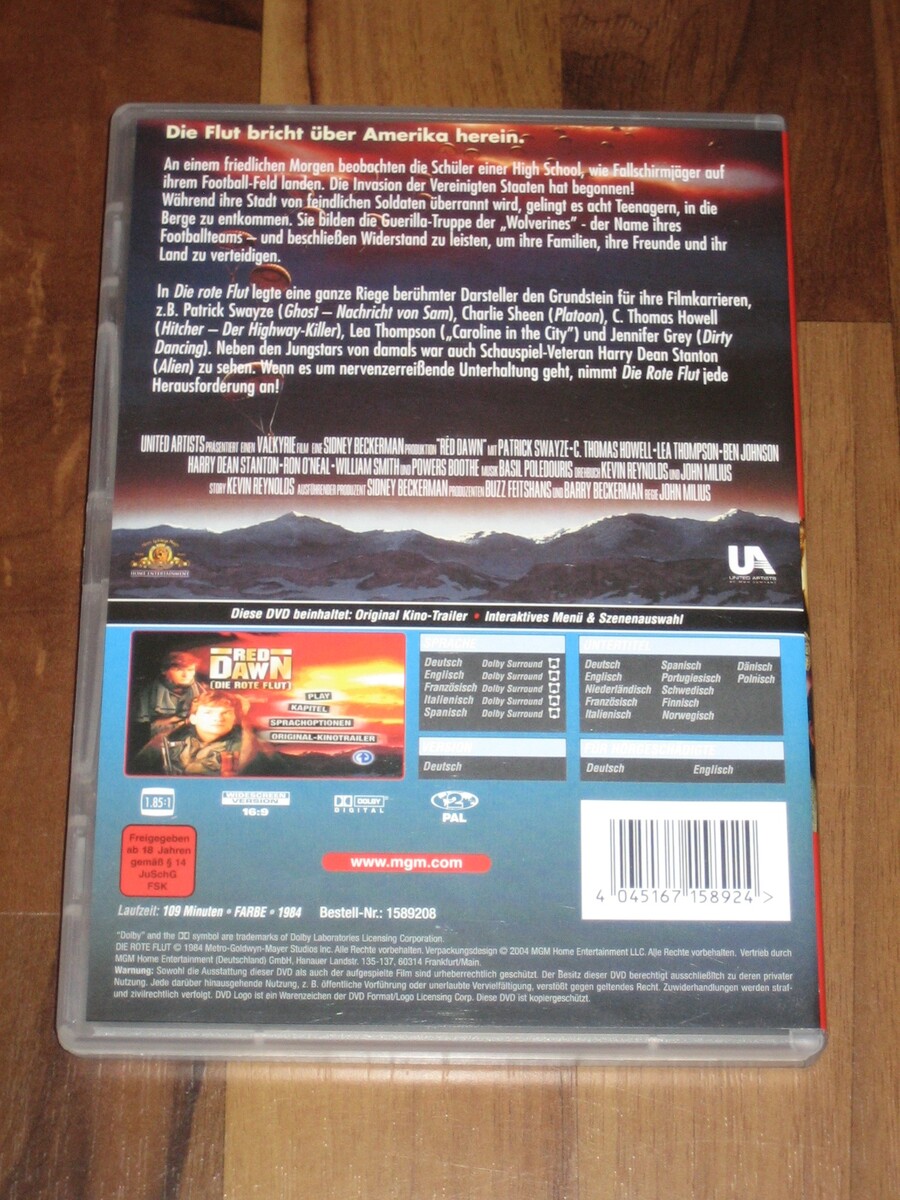 Die Flut bricht über Amerika herein.
An einem friedlichen Morgen beobachten die Schüler einer High School, wie Fallschirmjäger auf
ihrem Football-Feld landen. Die Invasion der Vereinigten Staaten hat begonnen!
Während ihre Stadt von feindlichen Soldaten überrannt wird, gelingt es acht Teenagern, in die
Berge zu entkommen. Sie bilden die Guerilla-Truppe der „Wolverines" - der Name ihres
Footballteams – und beschließen Widerstand zu leisten, um ihre Familien, ihre Freunde und ihr
Land zu verteidigen.
In Die rote Flut legte eine ganze Riege berühmter Darsteller den Grundstein für ihre Filmkarrieren,
z.B. Patrick Swayze (Ghost – Nachricht von Sam), Charlie Sheen (Platoon), C. Thomas Howell
(Hitcher – Der Highway-Killer), Lea Thompson („Caroline in the City") und Jennifer Grey (Dirty
Dancing). Neben den Jungstars von damals war auch Schauspiel-Veteran Harry Dean Stanton
(Alien) zu sehen. Wenn es um nervenzerreißende Unterhaltung geht, nimmt Die Rote Flut jede
Herausforderung an!
UNITED ARTISTS PRÄSENTIERT EINEN VALKYRIE FILM EINE SIDNEY BECKERMAN PRODUKTION "RED DAWN" MIT PATRICK SWAYZE · C. THOMAS HOWELL · LEA THOMPSON · BEN JOHNSON
HARRY DEAN STANTON · RON O'NEAL · WILLIAM SMITH UND POWERS BOOTHE MUSIK BASIL POLEDOURIS DREHBUCH KEVIN REYNOLDS UND JOHN MILIUS
STORY KEVIN REYNOLDS AUSFÜHRENDER PRODUZENT SIDNEY BECKERMAN PRODUZENTEN BUZZ FEITSHANS UND BARRY BECKERMAN REGIE JOHN MILIUS
HOME ENTERTAINMENT
UA
UNITED ARTISTS
Diese DVD beinhaltet: Original Kino-Trailer • Interaktives Menü & Szenenauswahl
RED
DAWN
(DIE ROTE FLUT)
PLAY
KAPITEL
SPRACHOPTIONEN
ORIGINAL-KINOTRAILER
SPRACHE
Deutsch Dolby Surround
Englisch Dolby Surround
Französisch Dolby Surround
Italienisch Dolby Surround
Spanisch Dolby Surround
VERSION
Deutsch
UNTERTITEL
Deutsch Spanisch Dänisch
Englisch Portugiesisch Polnisch
Niederländisch Schwedisch
Französisch Finnisch
Italienisch Norwegisch
FÜR HÖRGESCHÄDIGTE
Deutsch Englisch
1.85:1
WIDESCREEN
VERSION
16:9
DOLBY
DIGITAL
2
PAL
Freigegeben
ab 18 Jahren
gemäß § 14
JuSchG
FSK
www.mgm.com
4 045167 158924 >
Laufzeit: 109 Minuten • FARBE • 1984 Bestell-Nr.: 1589208
"Dolby" and the symbol are trademarks of Dolby Laboratories Licensing Corporation.
DIE ROTE FLUT © 1984 Metro-Goldwyn-Mayer Studios Inc. Alle Rechte vorbehalten. Verpackungsdesign © 2004 MGM Home Entertainment LLC. Alle Rechte vorbehalten. Vertrieb durch
MGM Home Entertainment (Deutschland) GmbH, Hanauer Landstr. 135-137, 60314 Frankfurt/Main.
Warnung: Sowohl die Ausstattung dieser DVD als auch der aufgespielte Film sind urheberrechtlich geschützt. Der Besitz dieser DVD berechtigt ausschließlich zu deren privater
Nutzung. Jede darüber hinausgehende Nutzung, z. B. öffentliche Vorführung oder unerlaubte Vervielfältigung, verstößt gegen geltendes Recht. Zuwiderhandlungen werden straf-
und zivilrechtlich verfolgt. DVD Logo ist ein Warenzeichen der DVD Format/Logo Licensing Corp. Diese DVD ist kopiergeschützt.